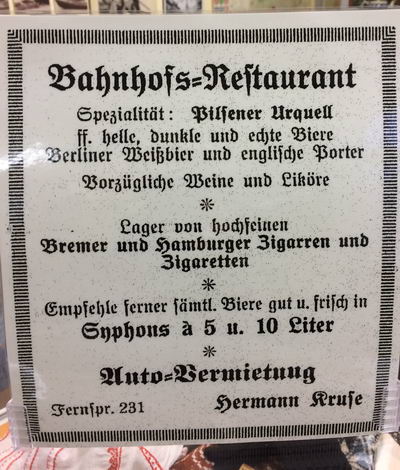 Bahnhofs=Restaurant
Spezialität: Pilsener Urquell
ff. helle, dunkle und echte Biere
Berliner Weißbier und englische Porter
Vorzügliche Weine und Liköre
Lager von hochfeinen
Bremer und Hamburger Zigarren und
Zigaretten
Empfehle ferner sämtl. Biere gut u. frisch in
Syphons à 5 u. 10 Liter
Auto=Vermietung
Fernspr. 231 Hermann Kruse